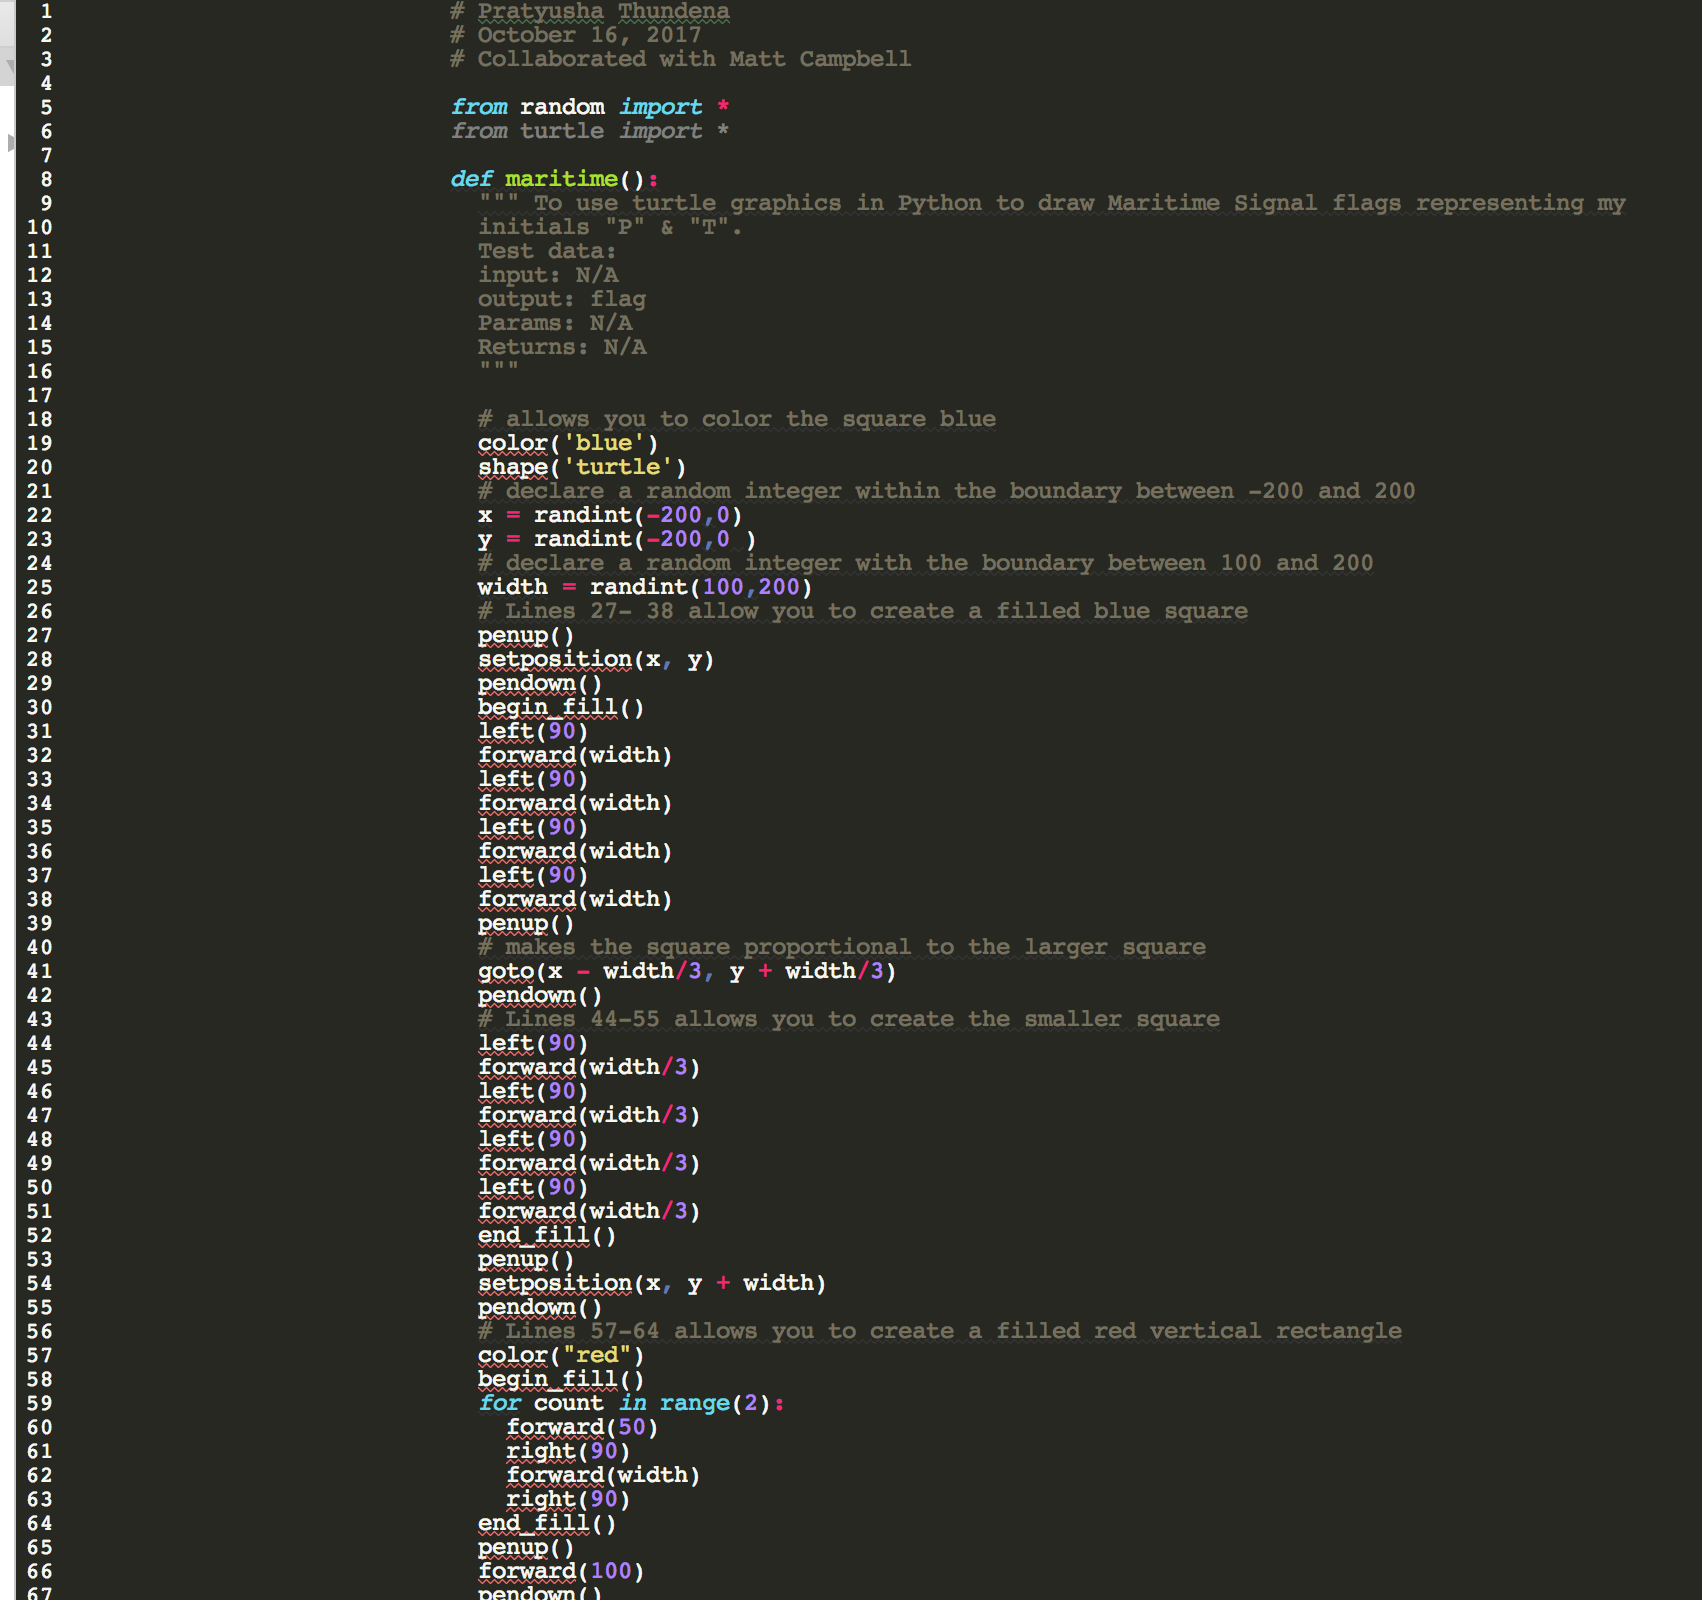 1 # Pratyusha Thundena
2 # October 16, 2017
3 # Collaborated with Matt Campbell
4
5 from random import *
6 from turtle import *
7
8 def maritime():
9 """ To use turtle graphics in Python to draw Maritime Signal flags representing my
10 initials "P" & "T".
11 Test data:
12 input: N/A
13 output: flag
14 Params: N/A
15 Returns: N/A
16 """
17
18 # allows you to color the square blue
19 color('blue')
20 shape('turtle')
21 # declare a random integer within the boundary between -200 and 200
22 x = randint(-200,0)
23 y = randint(-200,0 )
24 # declare a random integer with the boundary between 100 and 200
25 width = randint(100,200)
26 # Lines 27- 38 allow you to create a filled blue square
27 penup()
28 setposition(x, y)
29 pendown()
30 begin_fill()
31 left(90)
32 forward(width)
33 left(90)
34 forward(width)
35 left(90)
36 forward(width)
37 left(90)
38 forward(width)
39 penup()
40 # makes the square proportional to the larger square
41 goto(x - width/3, y + width/3)
42 pendown()
43 # Lines 44-55 allows you to create the smaller square
44 left(90)
45 forward(width/3)
46 left(90)
47 forward(width/3)
48 left(90)
49 forward(width/3)
50 left(90)
51 forward(width/3)
52 end_fill()
53 penup()
54 setposition(x, y + width)
55 pendown()
56 # Lines 57-64 allows you to create a filled red vertical rectangle
57 color("red")
58 begin_fill()
59 for count in range(2):
60 forward(50)
61 right(90)
62 forward(width)
63 right(90)
64 end_fill()
65 penup()
66 forward(100)
67 pendown()